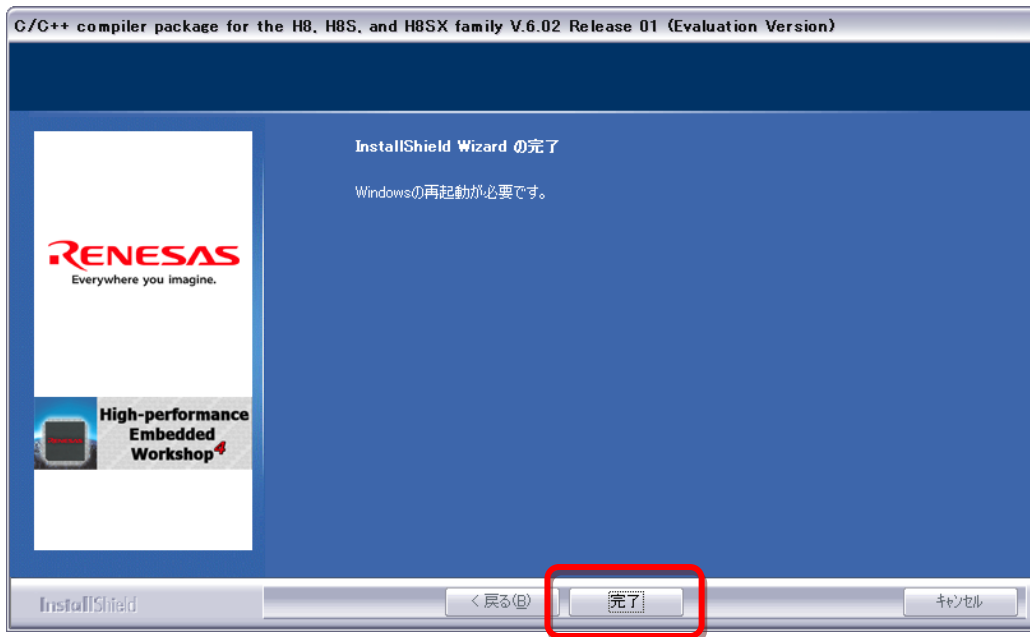 C/C++ compiler package for the H8, H8S, and H8SX family V.6.02 Release 01 (Evaluation Version)
InstallShield Wizard の完了
Windowsの再起動が必要です。
RENESAS
Everywhere you imagine.
High-performance
Embedded
Workshop4
InstallShield
< 戻る(B)
完了
キャンセル